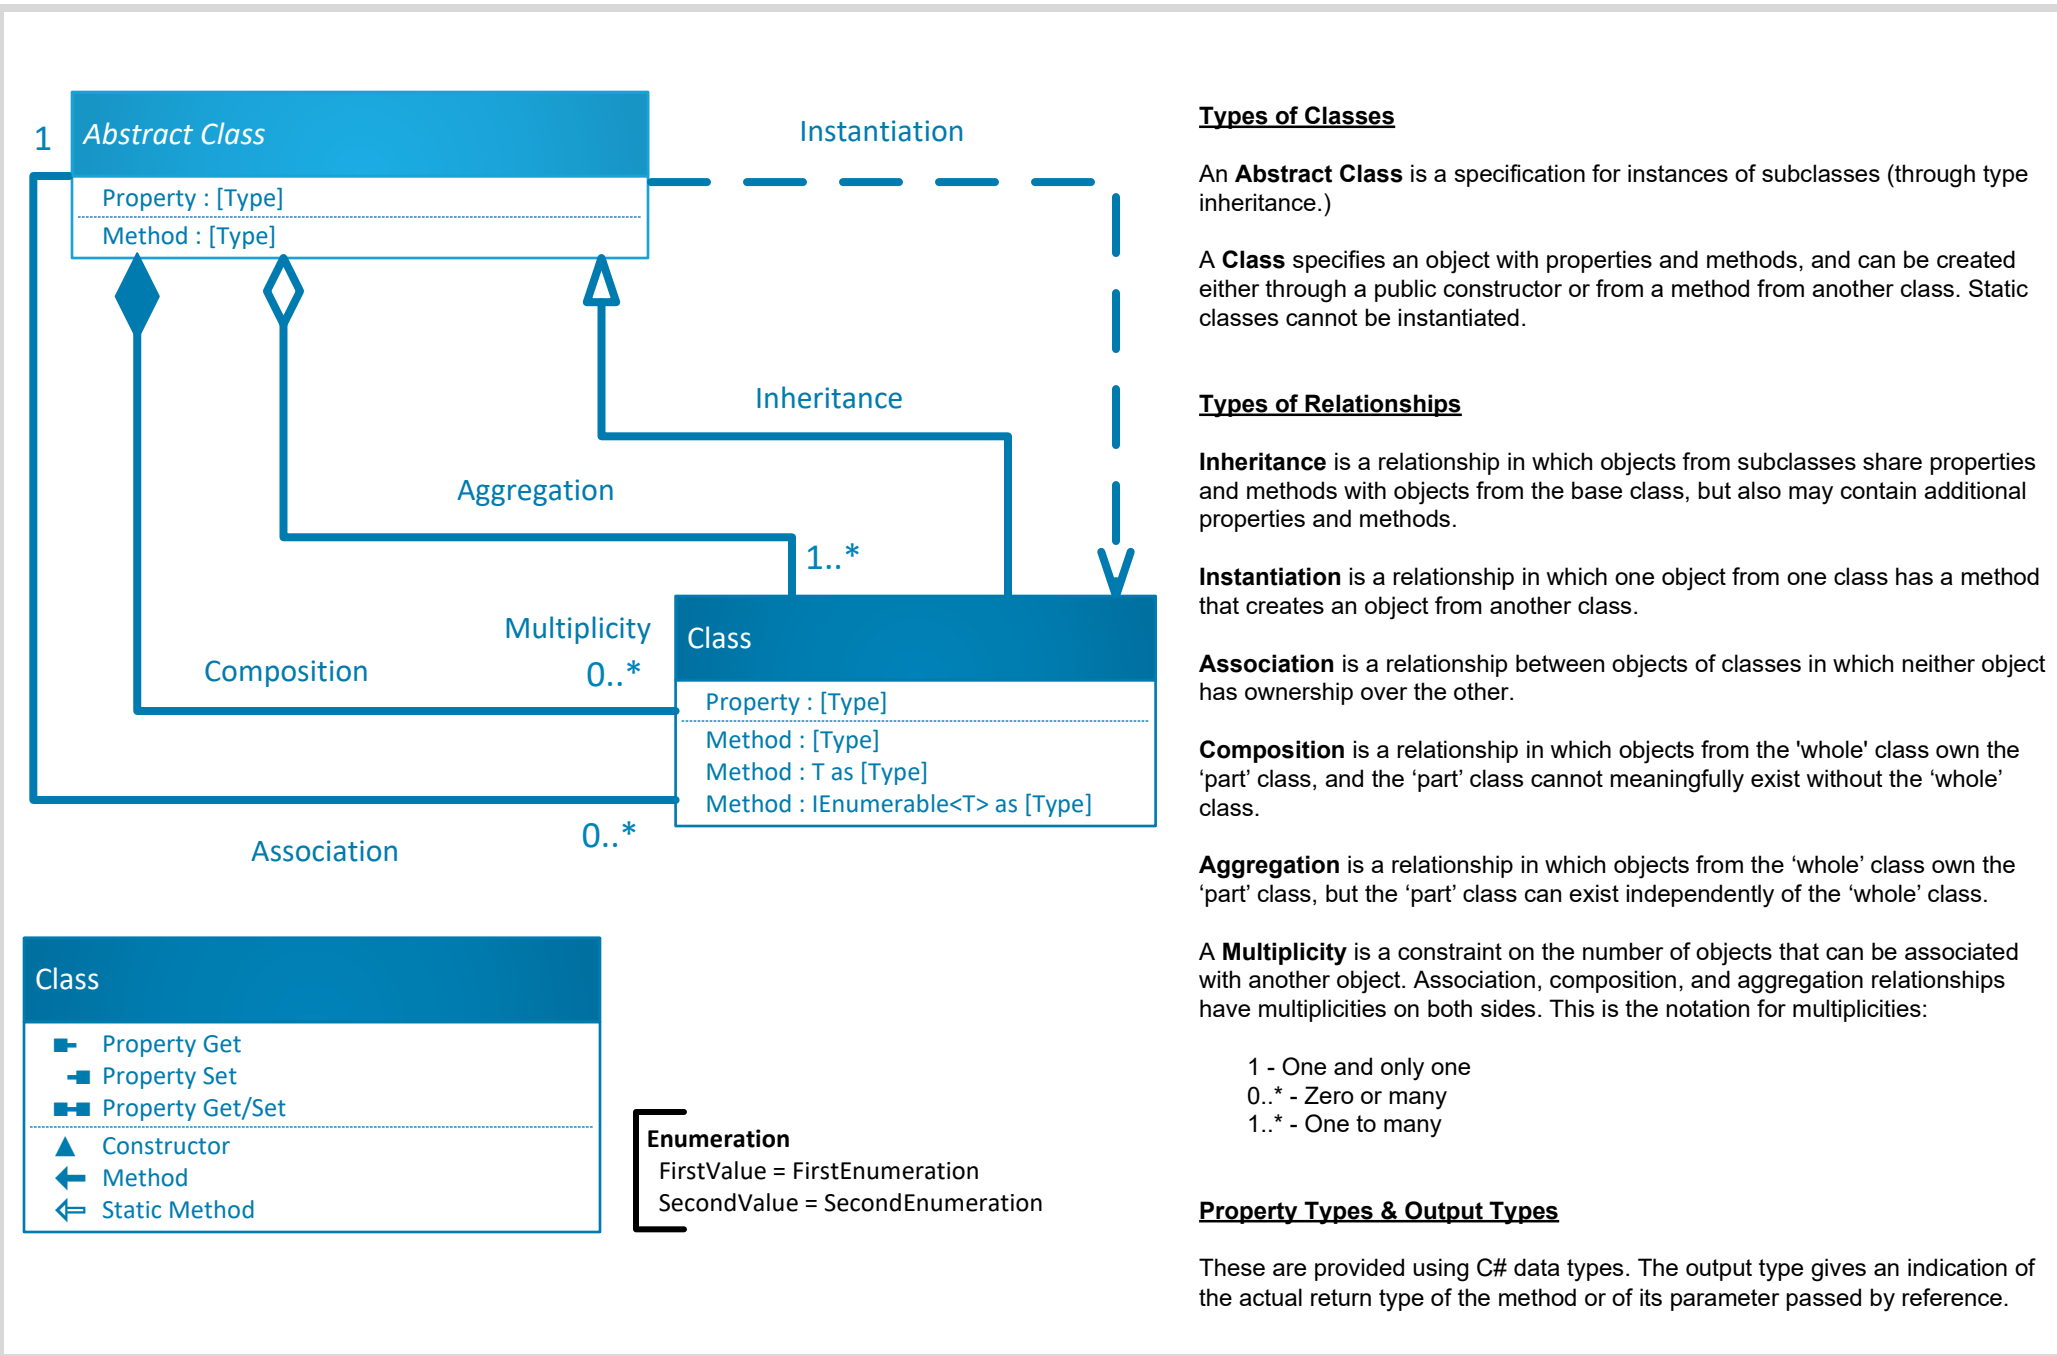 1
Abstract Class
Property : [Type]
Method : [Type]
Instantiation
Inheritance
Aggregation
1..*
Multiplicity
0..*
Composition
Class
Property : [Type]
Method : [Type]
Method : T as [Type]
Method : IEnumerable<T> as [Type]
0..*
Association
Class
Property Get
Property Set
Property Get/Set
Constructor
Method
Static Method
Enumeration
FirstValue = FirstEnumeration
SecondValue = SecondEnumeration
Types of Classes
An Abstract Class is a specification for instances of subclasses (through type
inheritance.)
A Class specifies an object with properties and methods, and can be created
either through a public constructor or from a method from another class. Static
classes cannot be instantiated.
Types of Relationships
Inheritance is a relationship in which objects from subclasses share properties
and methods with objects from the base class, but also may contain additional
properties and methods.
Instantiation is a relationship in which one object from one class has a method
that creates an object from another class.
Association is a relationship between objects of classes in which neither object
has ownership over the other.
Composition is a relationship in which objects from the 'whole' class own the
‘part’ class, and the ‘part’ class cannot meaningfully exist without the ‘whole’
class.
Aggregation is a relationship in which objects from the ‘whole’ class own the
‘part’ class, but the ‘part’ class can exist independently of the ‘whole’ class.
A Multiplicity is a constraint on the number of objects that can be associated
with another object. Association, composition, and aggregation relationships
have multiplicities on both sides. This is the notation for multiplicities:
1 - One and only one
0..* - Zero or many
1..* - One to many
Property Types & Output Types
These are provided using C# data types. The output type gives an indication of
the actual return type of the method or of its parameter passed by reference.